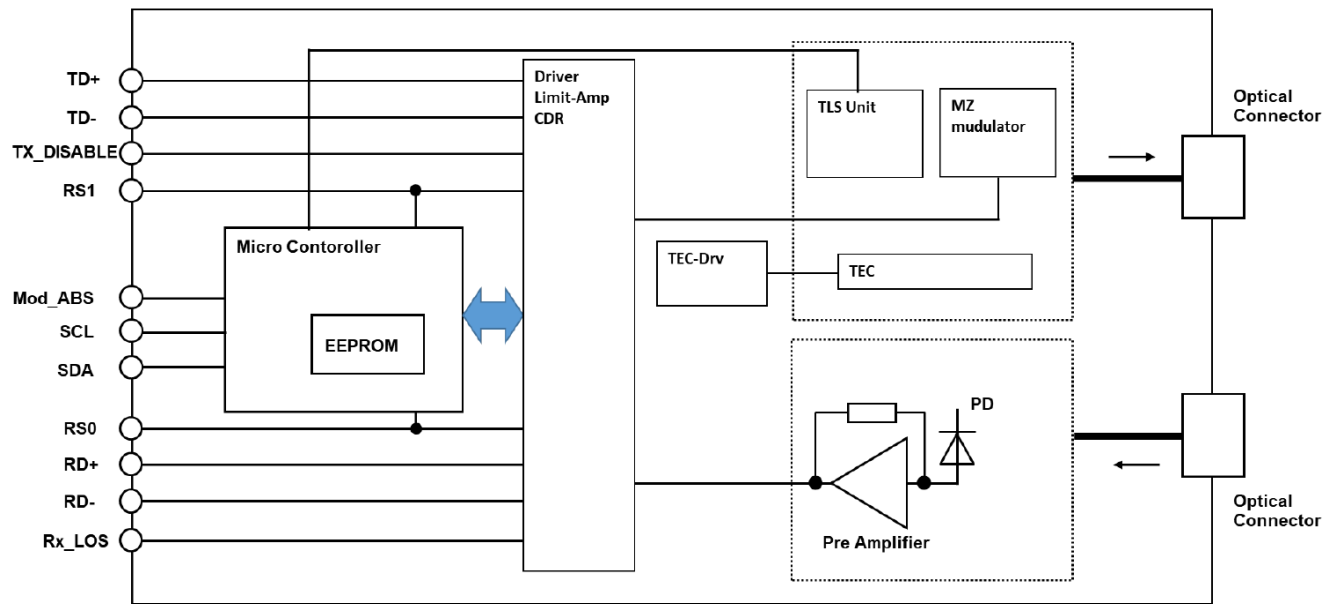 TD+
TD-
TX_DISABLE
RS1
Mod_ABS
SCL
SDA
RS0
RD+
RD-
Rx_LOS
Micro Contoroller
EEPROM
Driver
Limit-Amp
CDR
TLS Unit
MZ
mudulator
TEC-Drv
TEC
PD
Pre Amplifier
Optical
Connector
Optical
Connector